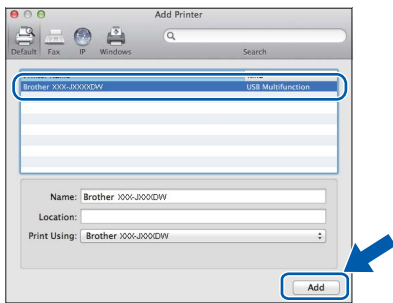 Add Printer
Default Fax IP Windows Search
Brother XXX-JXXXXDW USB Multifunction
Name: Brother XXX-JXXXDW
Location:
Print Using: Brother XXX-JXXXDW
Add